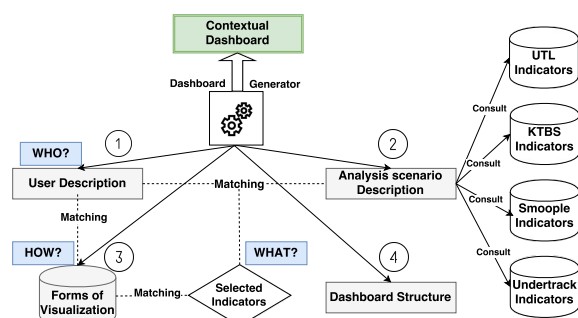 Contextual
Dashboard
Dashboard Generator
UTL
Indicators
Consult
1
2
WHO?
KTBS
Indicators
Consult
User Description
Matching
Analysis scenario
Description
Matching
Smoople
Indicators
Consult
HOW?
3
WHAT?
4
Consult
Forms of
Visualization
Matching
Selected
Indicators
Dashboard Structure
Undertrack
Indicators